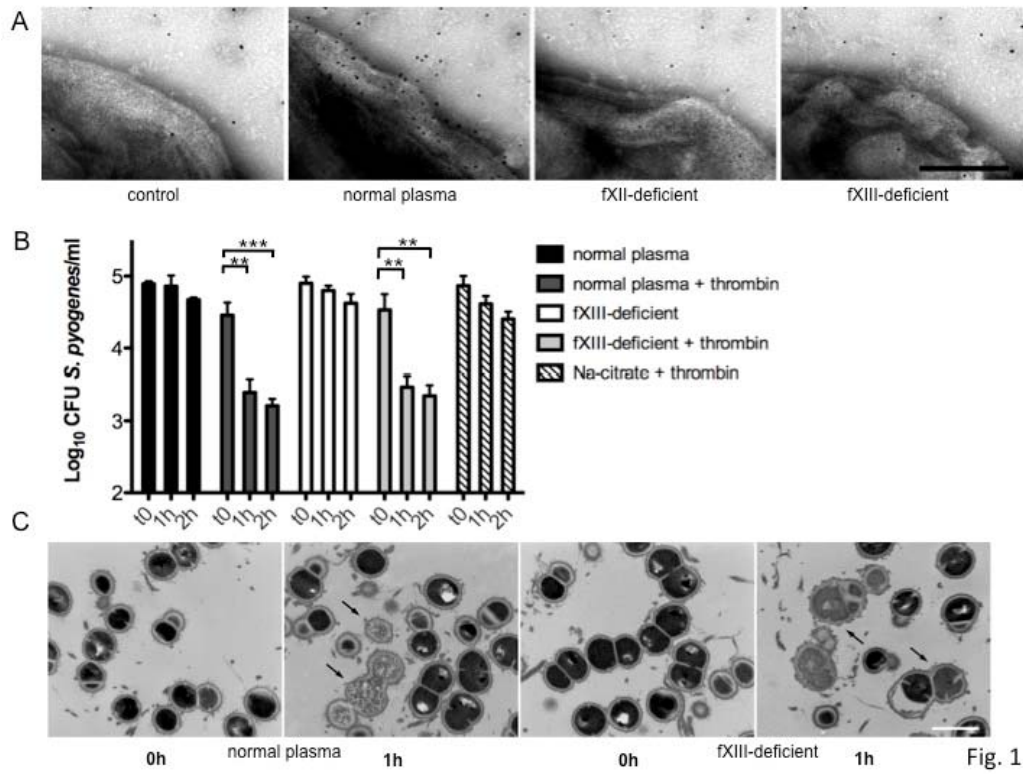 A
control
normal plasma
fXII-deficient
fXIII-deficient
B
Log10 CFU S. pyogenes/ml
5
4
3
2
** ***
** **
t0 1h 2h t0 1h 2h t0 1h 2h t0 1h 2h t0 1h 2h
normal plasma
normal plasma + thrombin
fXIII-deficient
fXIII-deficient + thrombin
Na-citrate + thrombin
C
0h
normal plasma
1h
0h
fXIII-deficient
1h
Fig. 1